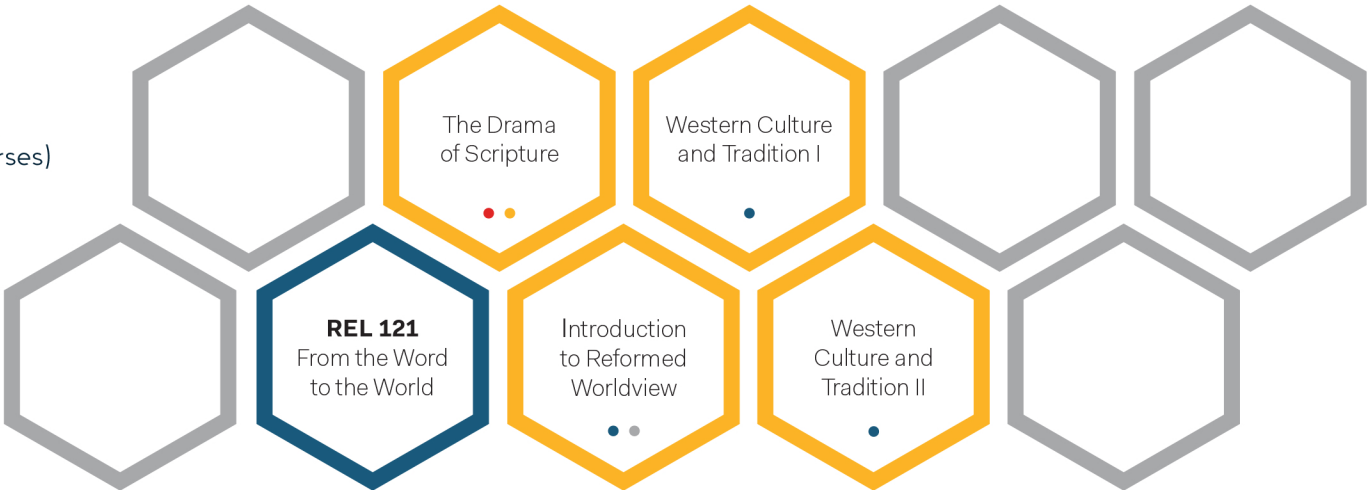 rses)
The Drama
of Scripture
Western Culture
and Tradition I
REL 121
From the Word
to the World
Introduction
to Reformed
Worldview
Western
Culture and
Tradition II